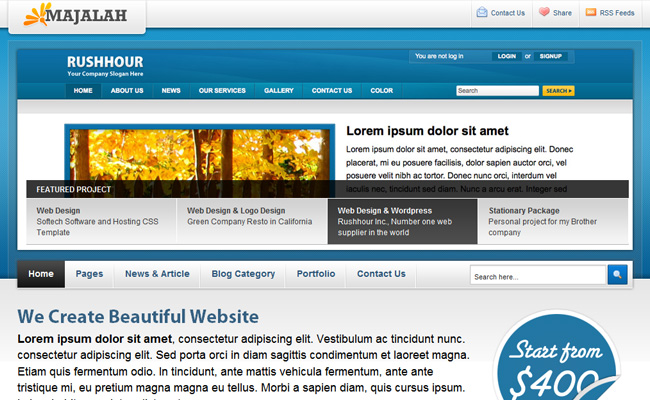 MAJALAH
Contact Us Share RSS Feeds
RUSHHOUR
Your Company Slogan Here
You are not log in LOGIN or SIGNUP
HOME ABOUT US NEWS OUR SERVICES GALLERY CONTACT US COLOR
Search SEARCH
Lorem ipsum dolor sit amet
Lorem ipsum dolor sit amet, consectetur adipiscing elit. Donec
placerat, mi eu posuere facilisis, dolor sapien auctor orci, vel
posuere velit nibh ac tortor. Donec nunc orci, interdum vel
iaculis nec, tincidunt sed diam. Nunc a arcu erat. Integer sed
FEATURED PROJECT
Web Design
Softech Software and Hosting CSS
Template
Web Design & Logo Design
Green Company Resto in California
Web Design & Wordpress
Rushhour Inc., Number one web
supplier in the world
Stationary Package
Personal project for my Brother
company
Home Pages News & Article Blog Category Portfolio Contact Us
Search here...
We Create Beautiful Website
Lorem ipsum dolor sit amet, consectetur adipiscing elit. Vestibulum ac tincidunt nunc.
consectetur adipiscing elit. Sed porta orci in diam sagittis condimentum et laoreet magna.
Etiam quis fermentum odio. In tincidunt, ante mattis vehicula fermentum, ante ante
tristique mi, eu pretium magna magna eu tellus. Morbi a sapien diam, quis cursus ipsum.
Start from
$400